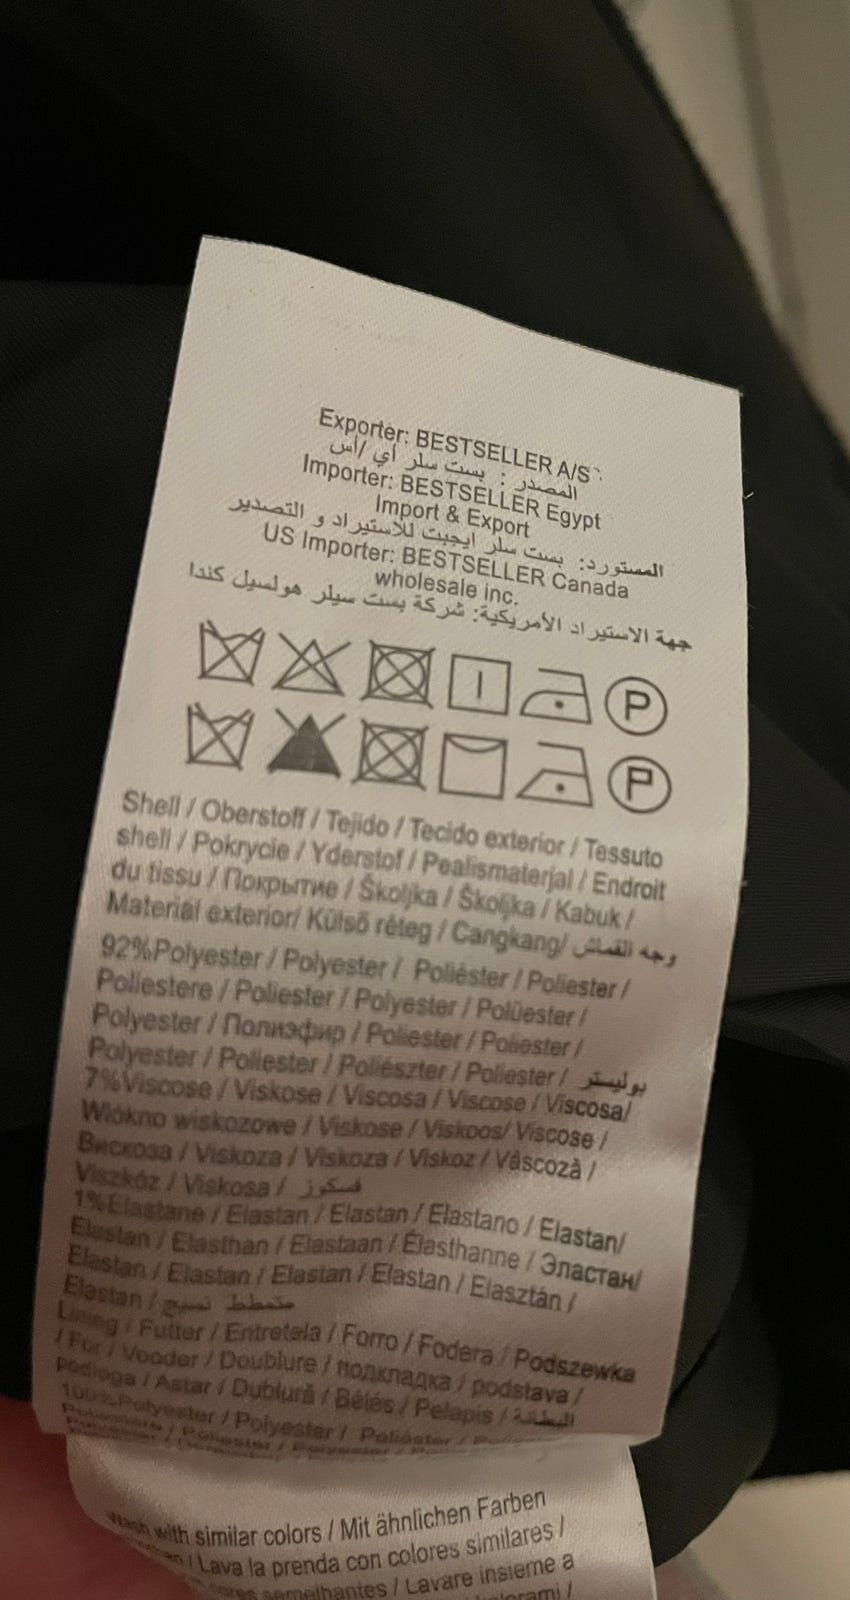 Exporter: BESTSELLER A/S
المصدر : بست سلر أي /أس
Importer: BESTSELLER Egypt
Import & Export
المستورد: بست سلر ايجبت للاستيراد و التصدير
US Importer: BESTSELLER Canada
wholesale inc.
جهة الاستيراد الأمريكية: شركة بست سيلر هولسيل كندا
P
P
Shell / Oberstoff / Tejido / Tecido exterior / Tessuto
shell / Pokrycie / Yderstof / Pealismaterjal / Endroit
du tissu / Покрытие / Školjka / Školjka / Kabuk /
Material exterior/ Külső réteg / Cangkang/ وجه القماش
92%Polyester / Polyester / Poliéster / Poliester /
Poliestere / Poliester / Polyester / Polüester /
Polyester / Полиэфир / Poliester / Poliester /
Polyester / Poliester / Poliészter / Poliester / بوليستر
7%Viscose / Viskose / Viscosa / Viscose / Viscosa/
Wlókno wiskozowe / Viskose / Viskoos/ Viscose /
Вискоза / Viskoza / Viskoza / Viskoz / Vâscozà /
Viszkóz / Viskosa / فسكوز
1%Elastane / Elastan / Elastan / Elastano / Elastan/
Elastan / Elasthan / Elastaan / Élasthanne / Эластан/
Elastan / Elastan / Elastan / Elastan / Elasztán /
Elastan / متمطط نسيج
Lining / Futter / Entretela / Forro / Fodera / Podszewka
/ For / Vooder / Doublure / подкладка / podstava /
podloga / Astar / Dublură / Bélés / Pelapis / البطانة
100%Polyester / Polyester / Poliéster /
Wash with similar colors / Mit ähnlichen Farben
/ Lava la prenda con colores similares /
semelhantes / Lavare insieme a